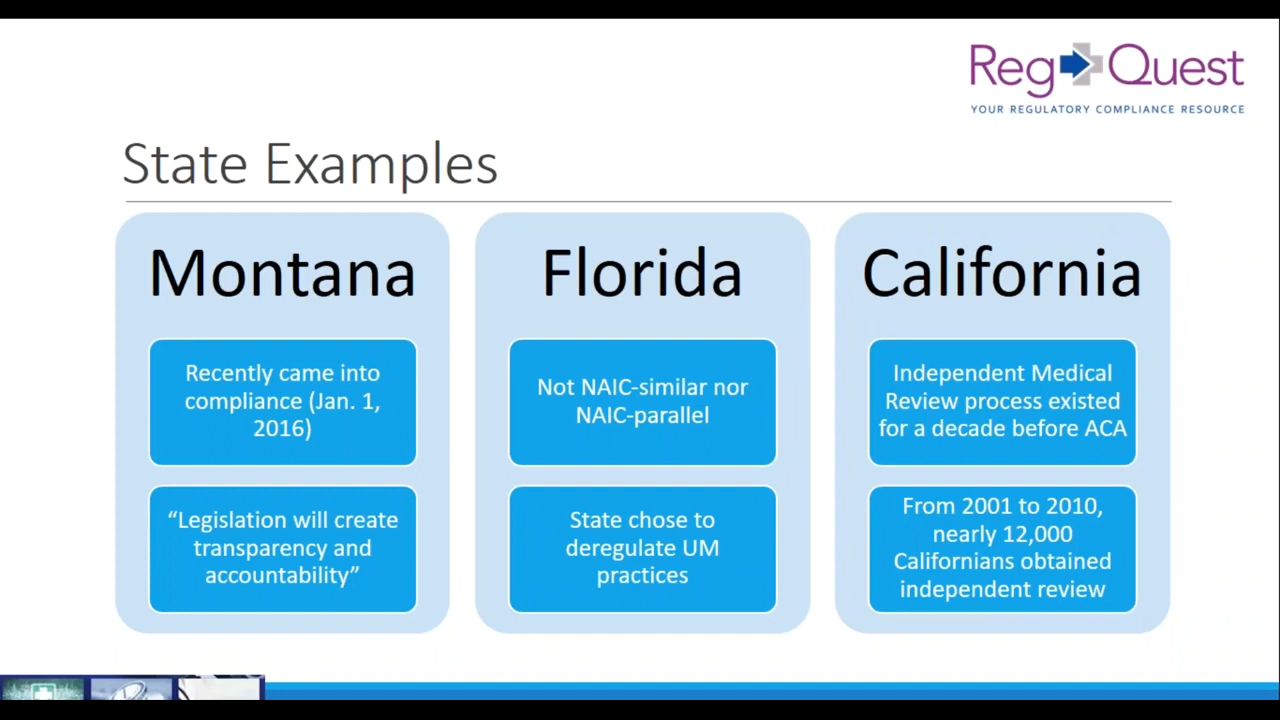 Reg Quest
YOUR REGULATORY COMPLIANCE RESOURCE
State Examples
Montana
Recently came into
compliance (Jan. 1,
2016)
“Legislation will create
transparency and
accountability”
Florida
Not NAIC-similar nor
NAIC-parallel
State chose to
deregulate UM
practices
California
Independent Medical
Review process existed
for a decade before ACA
From 2001 to 2010,
nearly 12,000
Californians obtained
independent review